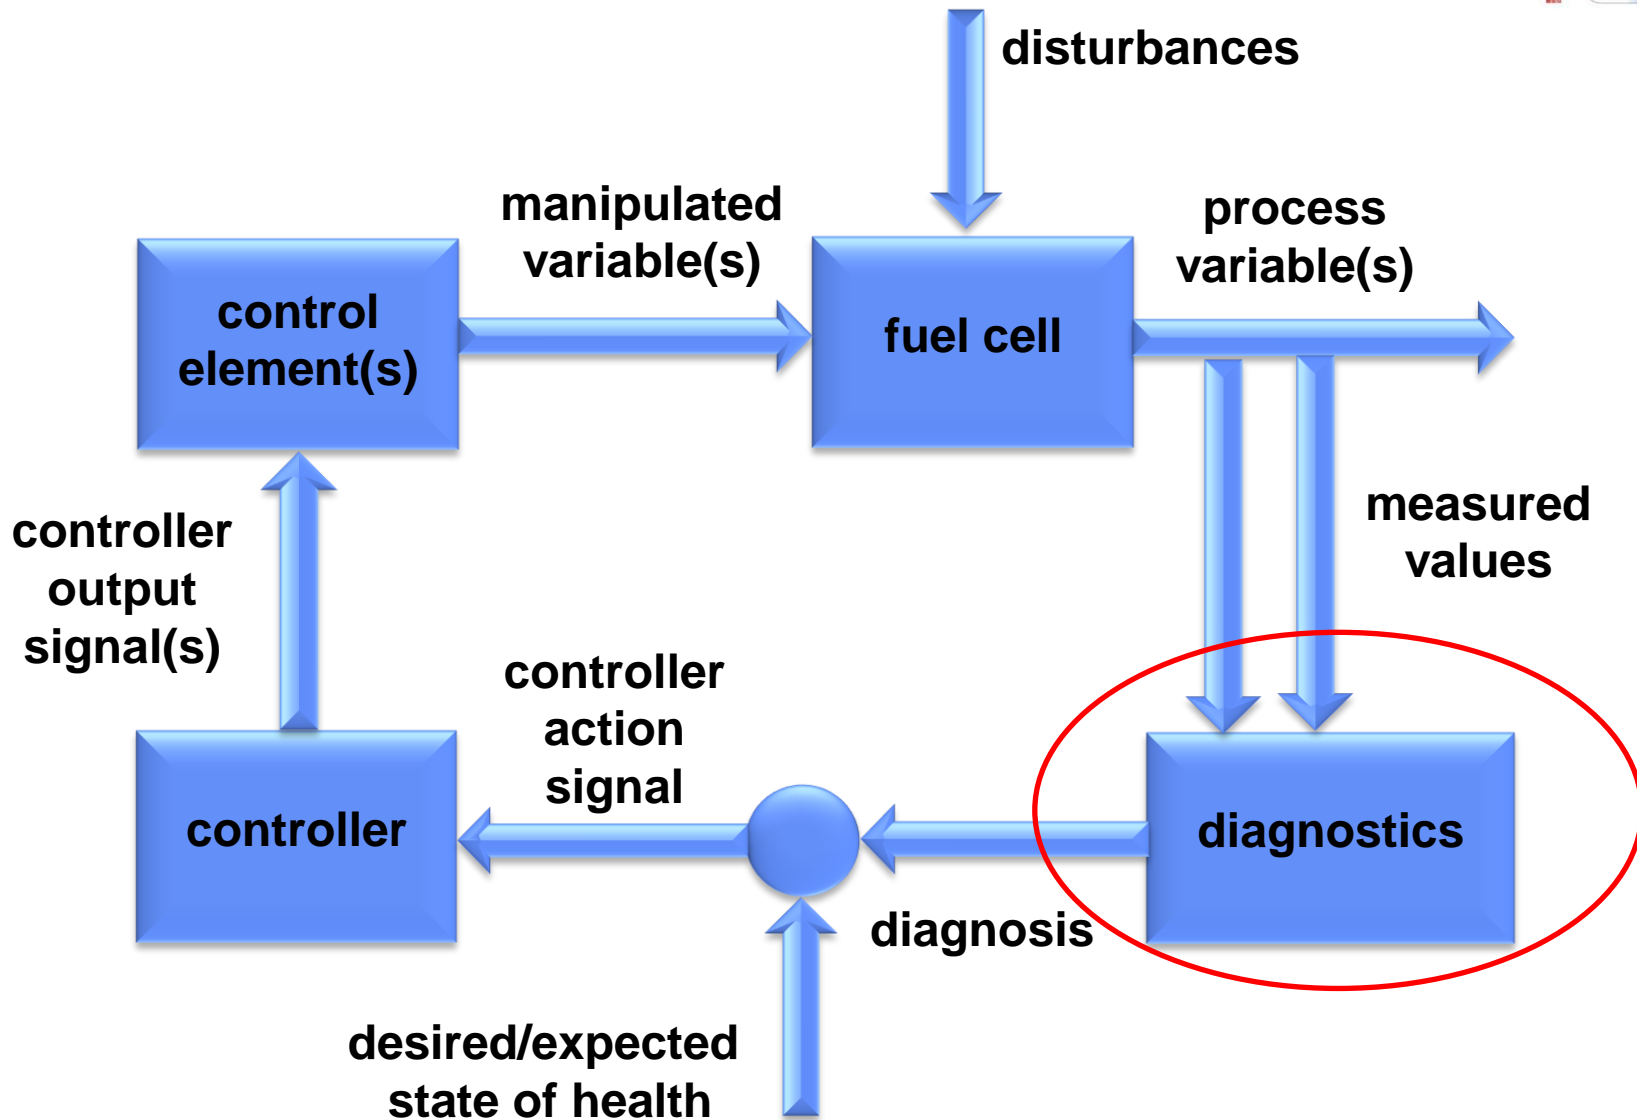 disturbances
manipulated
variable(s)
process
variable(s)
control
element(s)
fuel cell
measured
values
controller
output
signal(s)
controller
action
signal
controller
diagnostics
diagnosis
desired/expected
state of health